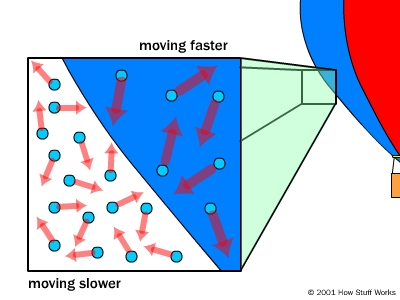 moving faster
moving slower
© 2001 How Stuff Works